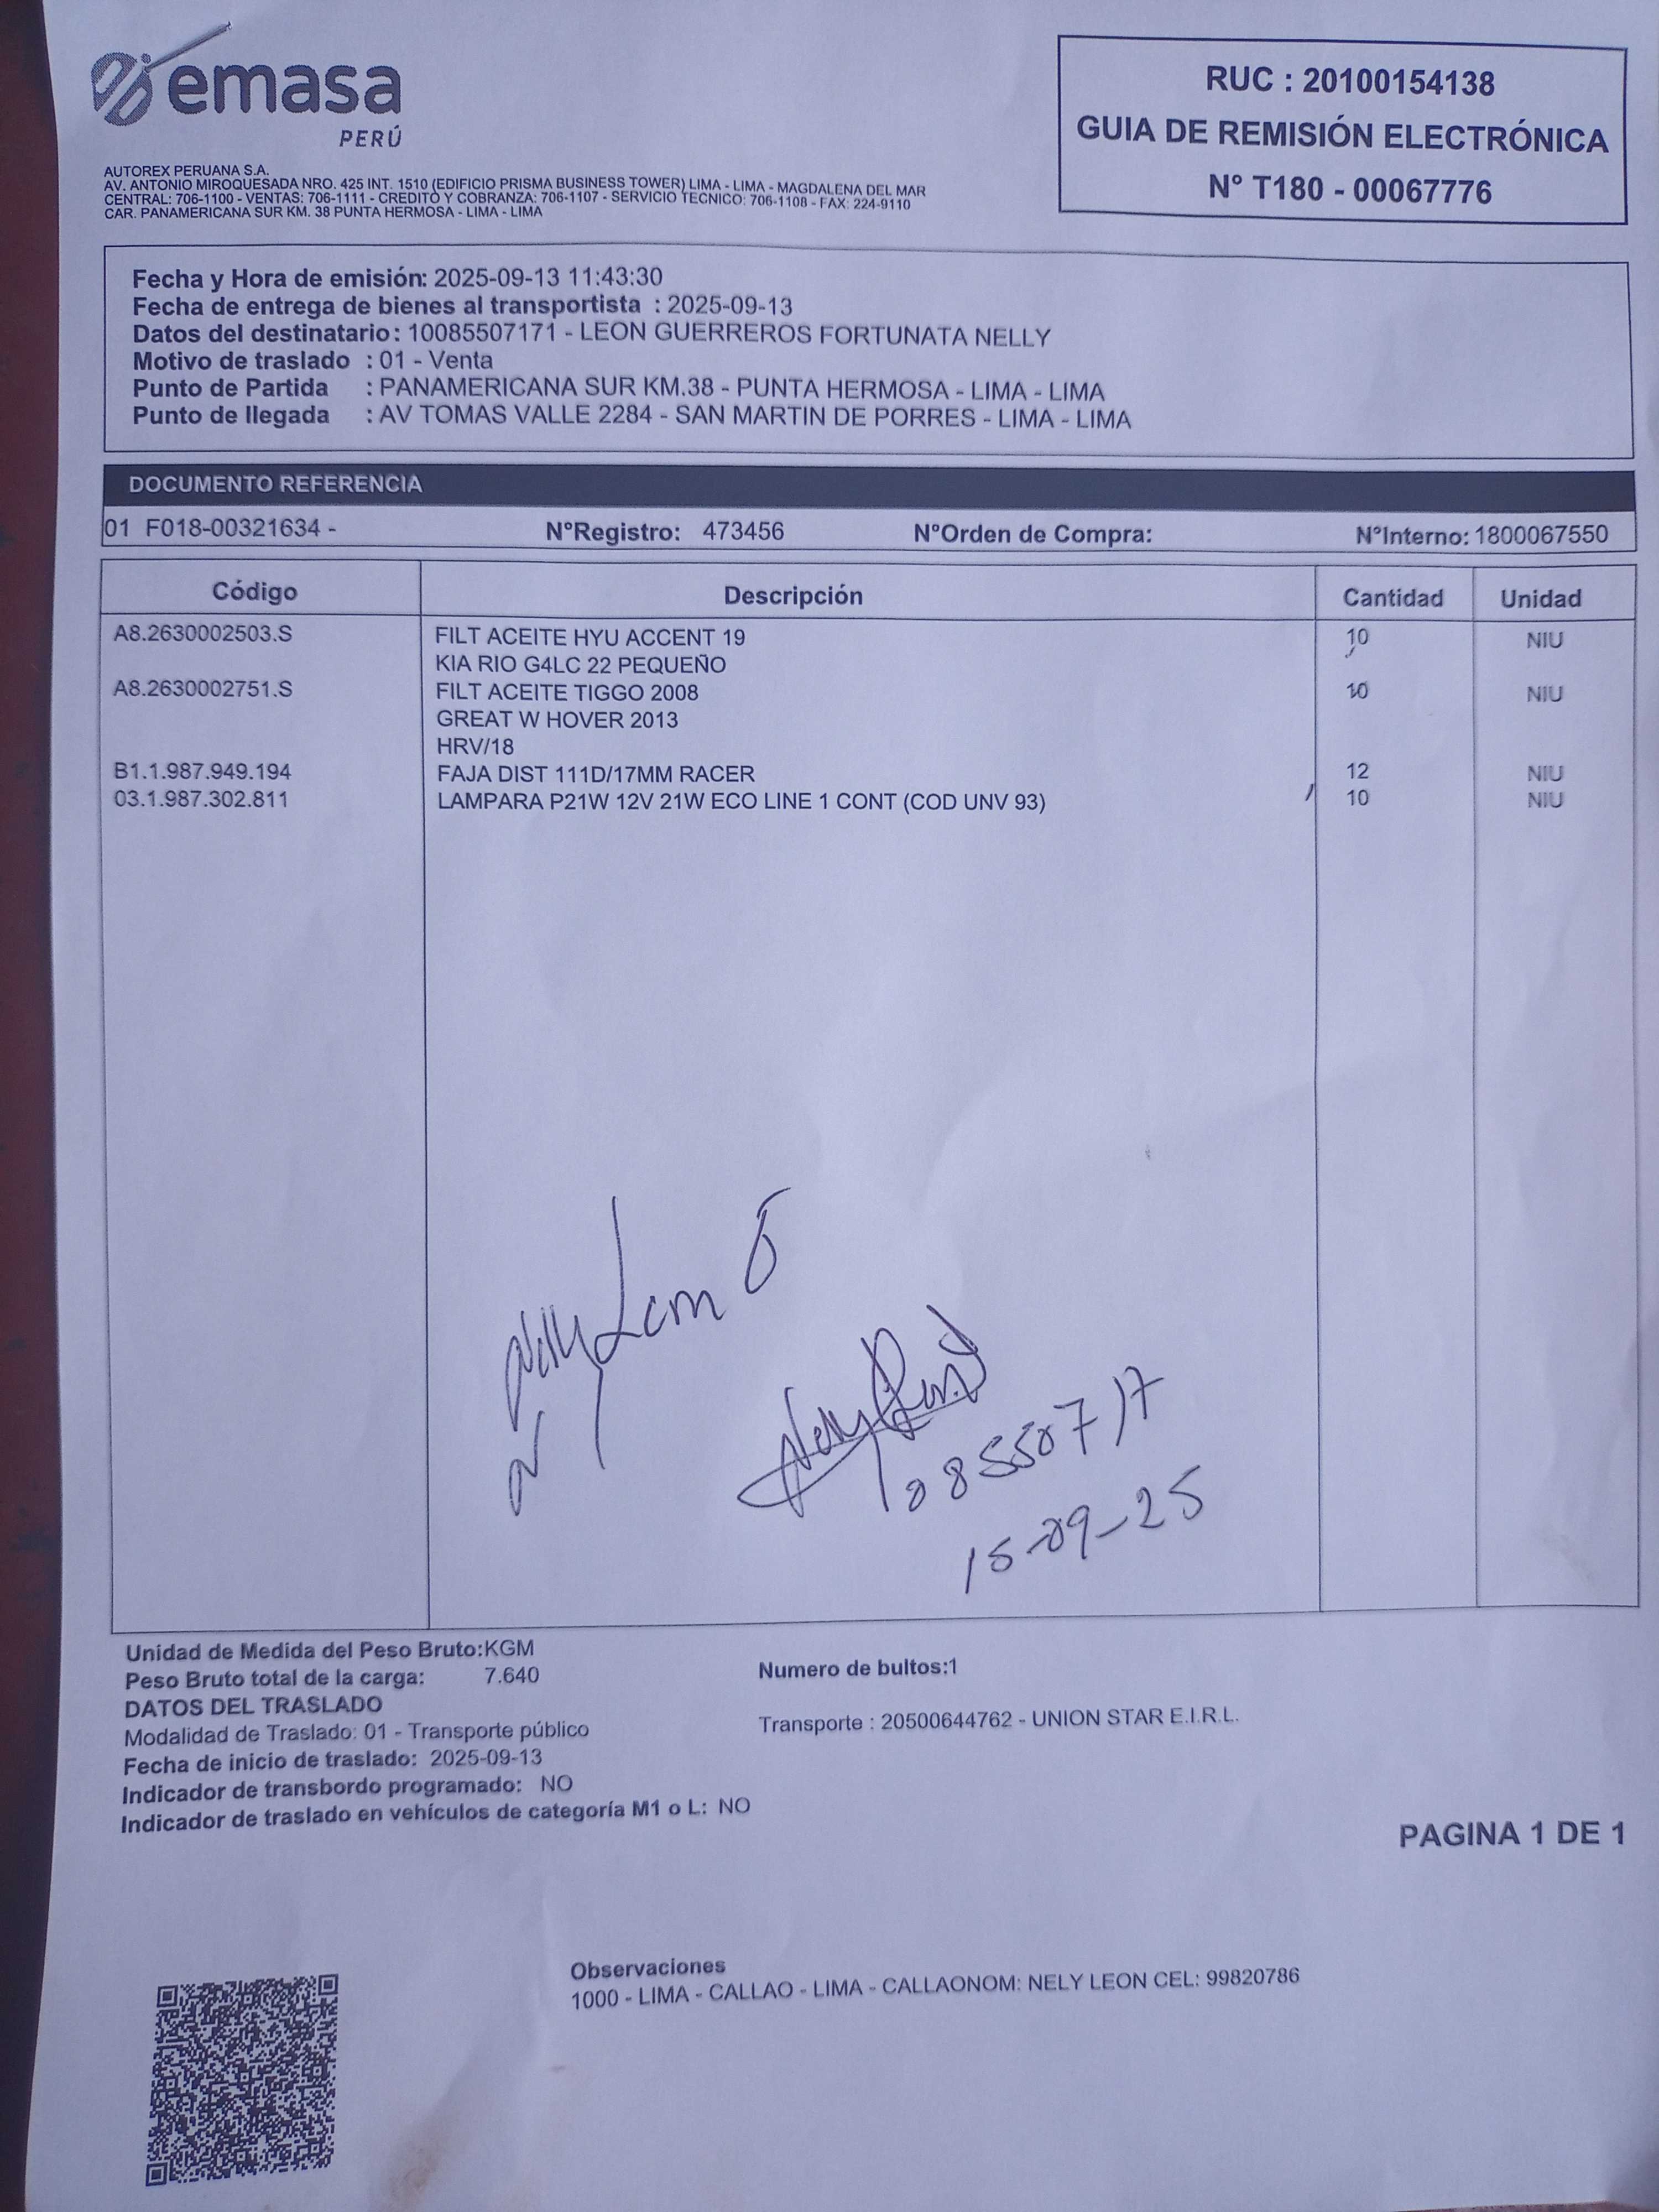 emasa
PERÚ
RUC : 20100154138
GUIA DE REMISIÓN ELECTRÓNICA
N° T180 - 00067776
AUTOREX PERUANA S.A.
AV. ANTONIO MIROQUESADA NRO. 425 INT. 1510 (EDIFICIO PRISMA BUSINESS TOWER) LIMA - LIMA - MAGDALENA DEL MAR
CENTRAL: 706-1100 - VENTAS: 706-1111 - CREDITO Y COBRANZA: 706-1107 - SERVICIO TECNICO: 706-1108 - FAX: 224-9110
CAR. PANAMERICANA SUR KM. 38 PUNTA HERMOSA - LIMA - LIMA
Fecha y Hora de emisión: 2025-09-13 11:43:30
Fecha de entrega de bienes al transportista : 2025-09-13
Datos del destinatario: 10085507171 - LEON GUERREROS FORTUNATA NELLY
Motivo de traslado : 01 - Venta
Punto de Partida : PANAMERICANA SUR KM.38 - PUNTA HERMOSA - LIMA - LIMA
Punto de llegada : AV TOMAS VALLE 2284 - SAN MARTIN DE PORRES - LIMA - LIMA
DOCUMENTO REFERENCIA
01 F018-00321634 - N°Registro: 473456 N°Orden de Compra: N°Interno: 1800067550
Código Descripción Cantidad Unidad
A8.2630002503.S FILT ACEITE HYU ACCENT 19 10 NIU
KIA RIO G4LC 22 PEQUEÑO
A8.2630002751.S FILT ACEITE TIGGO 2008 10 NIU
GREAT W HOVER 2013
HRV/18
B1.1.987.949.194 FAJA DIST 111D/17MM RACER 12 NIU
03.1.987.302.811 LAMPARA P21W 12V 21W ECO LINE 1 CONT (COD UNV 93) 10 NIU
Nelly Leon G
15-09-25
Unidad de Medida del Peso Bruto:KGM
Peso Bruto total de la carga: 7.640 Numero de bultos:1
DATOS DEL TRASLADO
Modalidad de Traslado: 01 - Transporte público Transporte : 20500644762 - UNION STAR E.I.R.L.
Fecha de inicio de traslado: 2025-09-13
Indicador de transbordo programado: NO
Indicador de traslado en vehículos de categoría M1 o L: NO
PAGINA 1 DE 1
Observaciones
1000 - LIMA - CALLAO - LIMA - CALLAONOM: NELY LEON CEL: 99820786